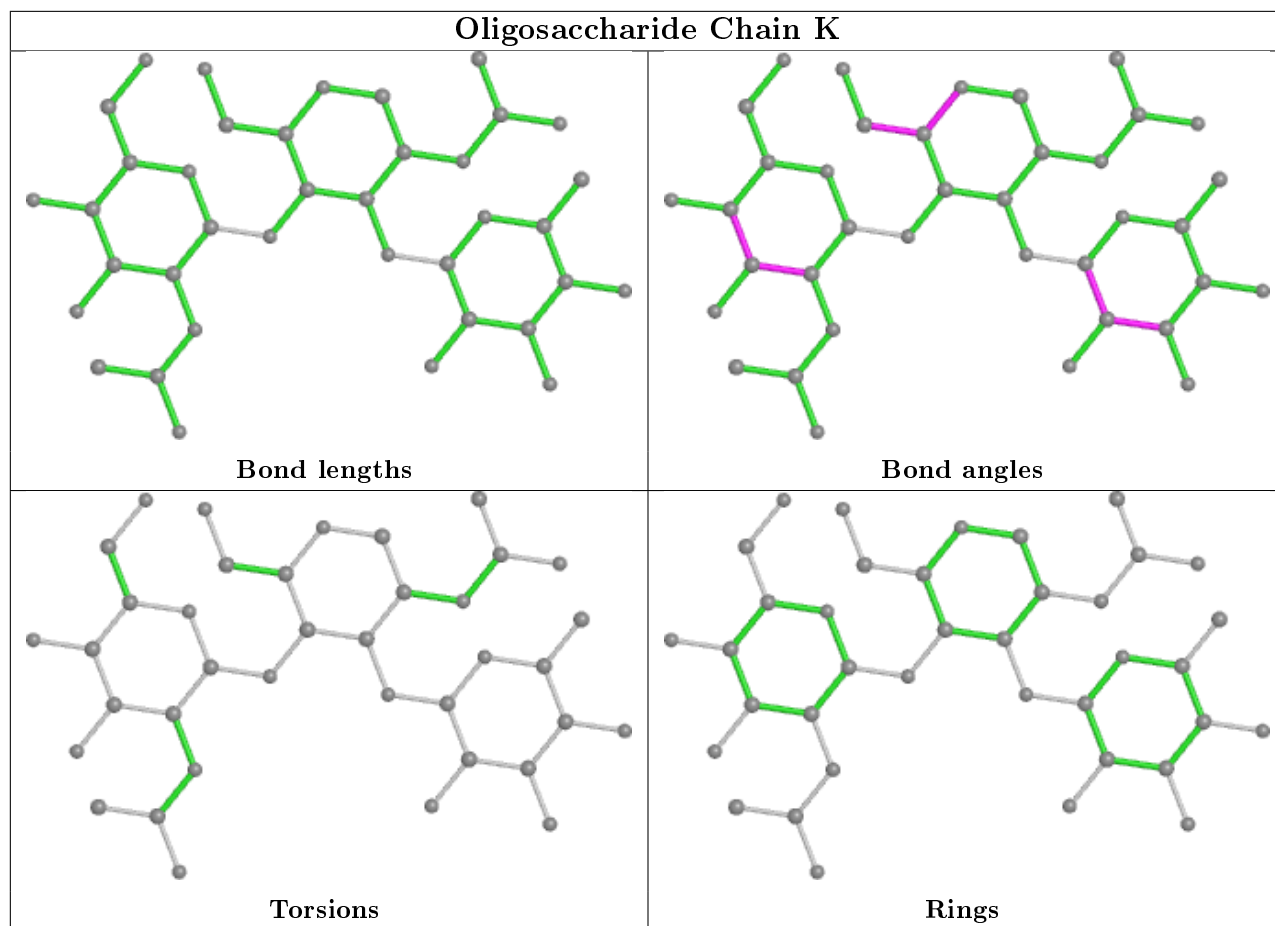 Oligosaccharide Chain K
Bond lengths
Bond angles
Torsions
Rings